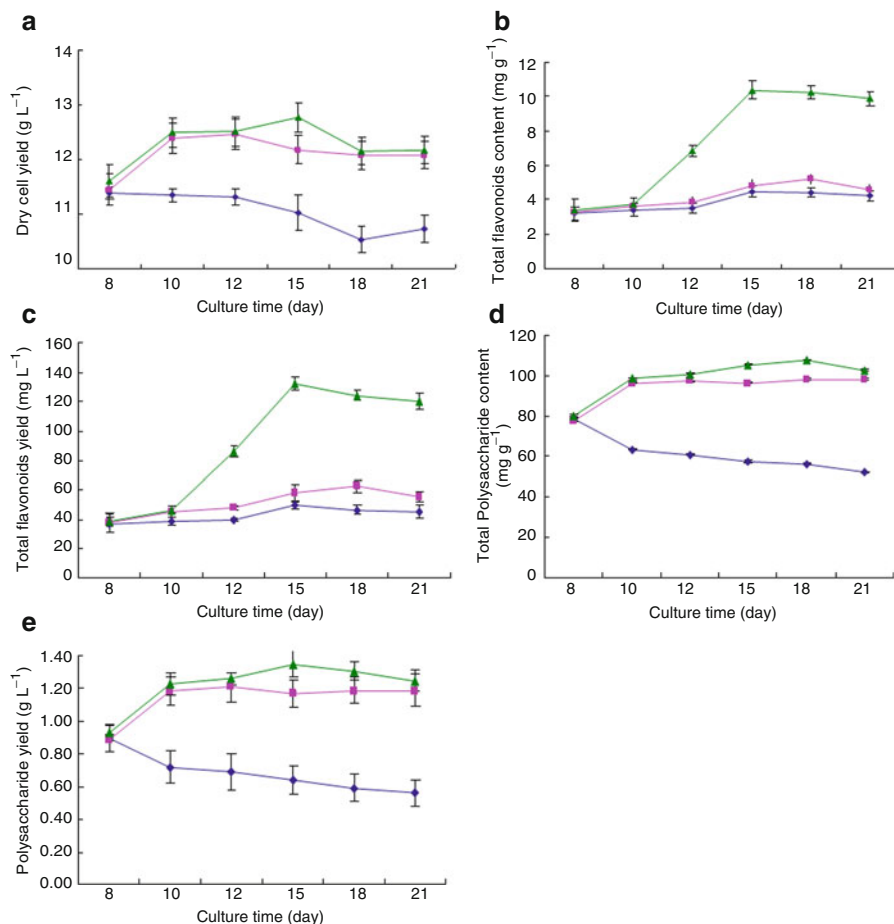 a
14
13
12
11
10
Dry cell yield (g L⁻¹)
8 10 12 15 18 21
Culture time (day)
b
12
10
8
6
4
2
0
Total flavonoids content (mg g⁻¹)
8 10 12 15 18 21
Culture time (day)
c
160
140
120
100
80
60
40
20
0
Total flavonoids yield (mg L⁻¹)
8 10 12 15 18 21
Culture time (day)
d
120
100
80
60
40
20
0
Total Polysaccharide content
(mg g⁻¹)
8 10 12 15 18 21
Culture time (day)
e
1.40
1.20
1.00
0.80
0.60
0.40
0.20
0.00
Polysaccharide yield (g L⁻¹)
8 10 12 15 18 21
Culture time (day)